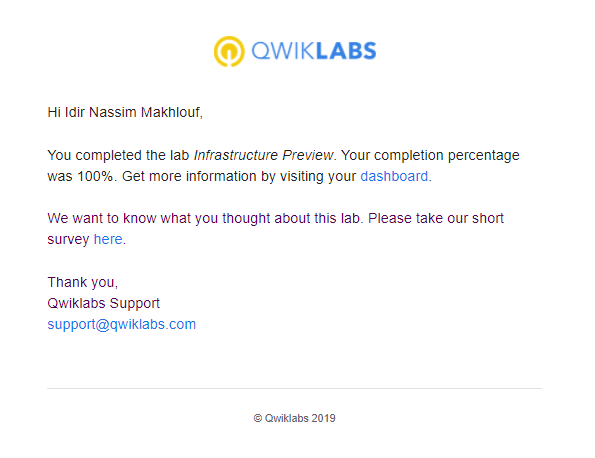 QWIKLABS
Hi Idir Nassim Makhlouf,
You completed the lab Infrastructure Preview. Your completion percentage
was 100%. Get more information by visiting your dashboard.
We want to know what you thought about this lab. Please take our short
survey here.
Thank you,
Qwiklabs Support
support@qwiklabs.com
© Qwiklabs 2019